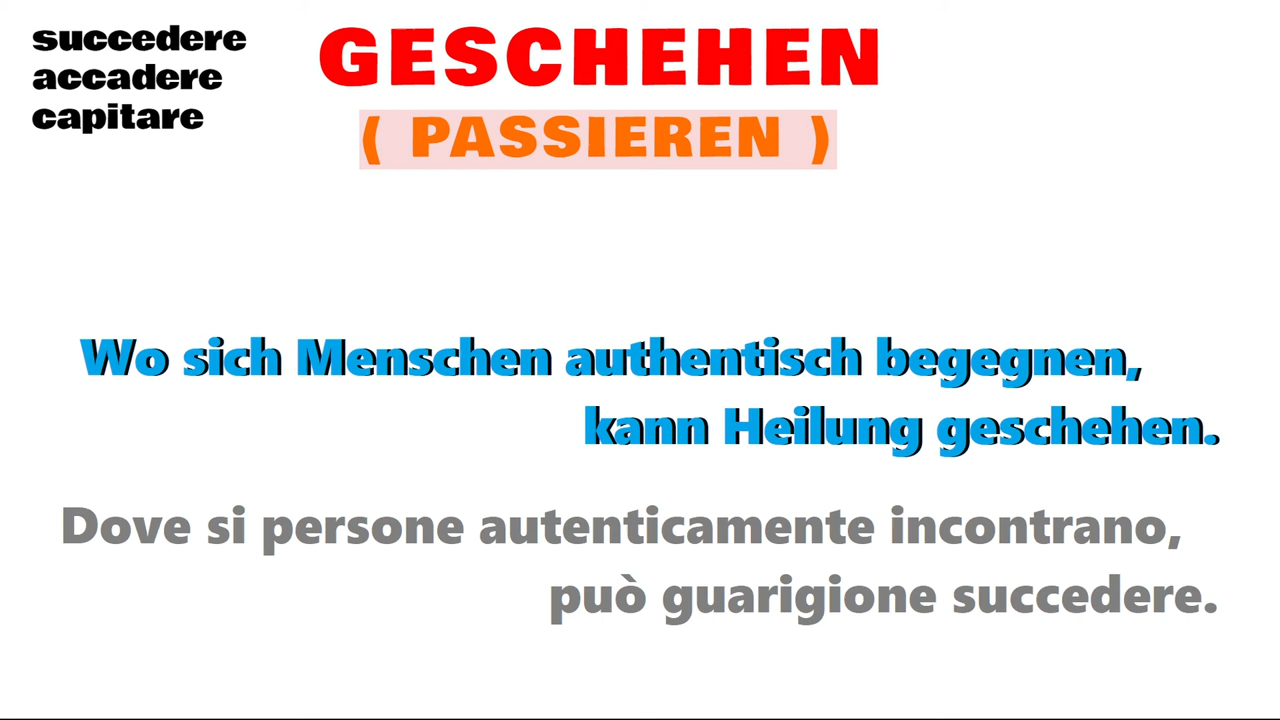 succedere
accadere
capitare
GESCHEHEN
( PASSIEREN )
Wo sich Menschen authentisch begegnen,
kann Heilung geschehen.
Dove si persone autenticamente incontrano,
può guarigione succedere.